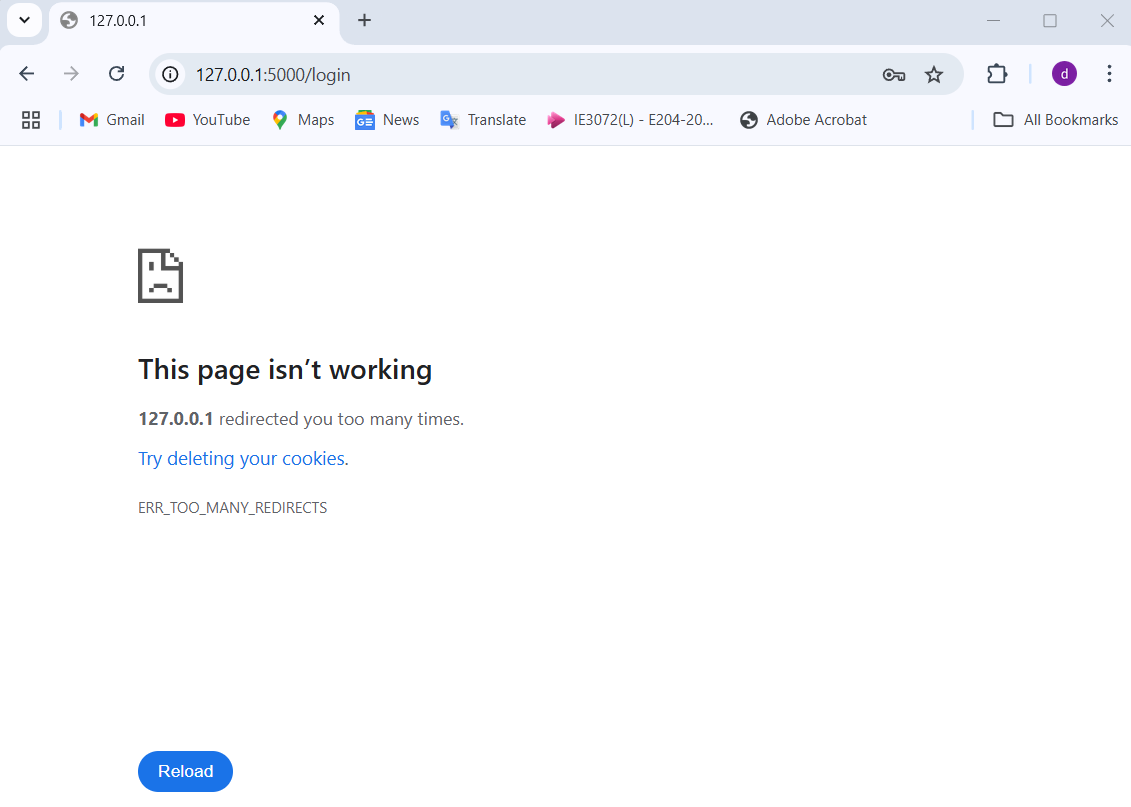 127.0.0.1
127.0.0.1:5000/login
d
Gmail YouTube Maps News Translate IE3072(L) - E204-20... Adobe Acrobat All Bookmarks
This page isn’t working
127.0.0.1 redirected you too many times.
Try deleting your cookies.
ERR_TOO_MANY_REDIRECTS
Reload